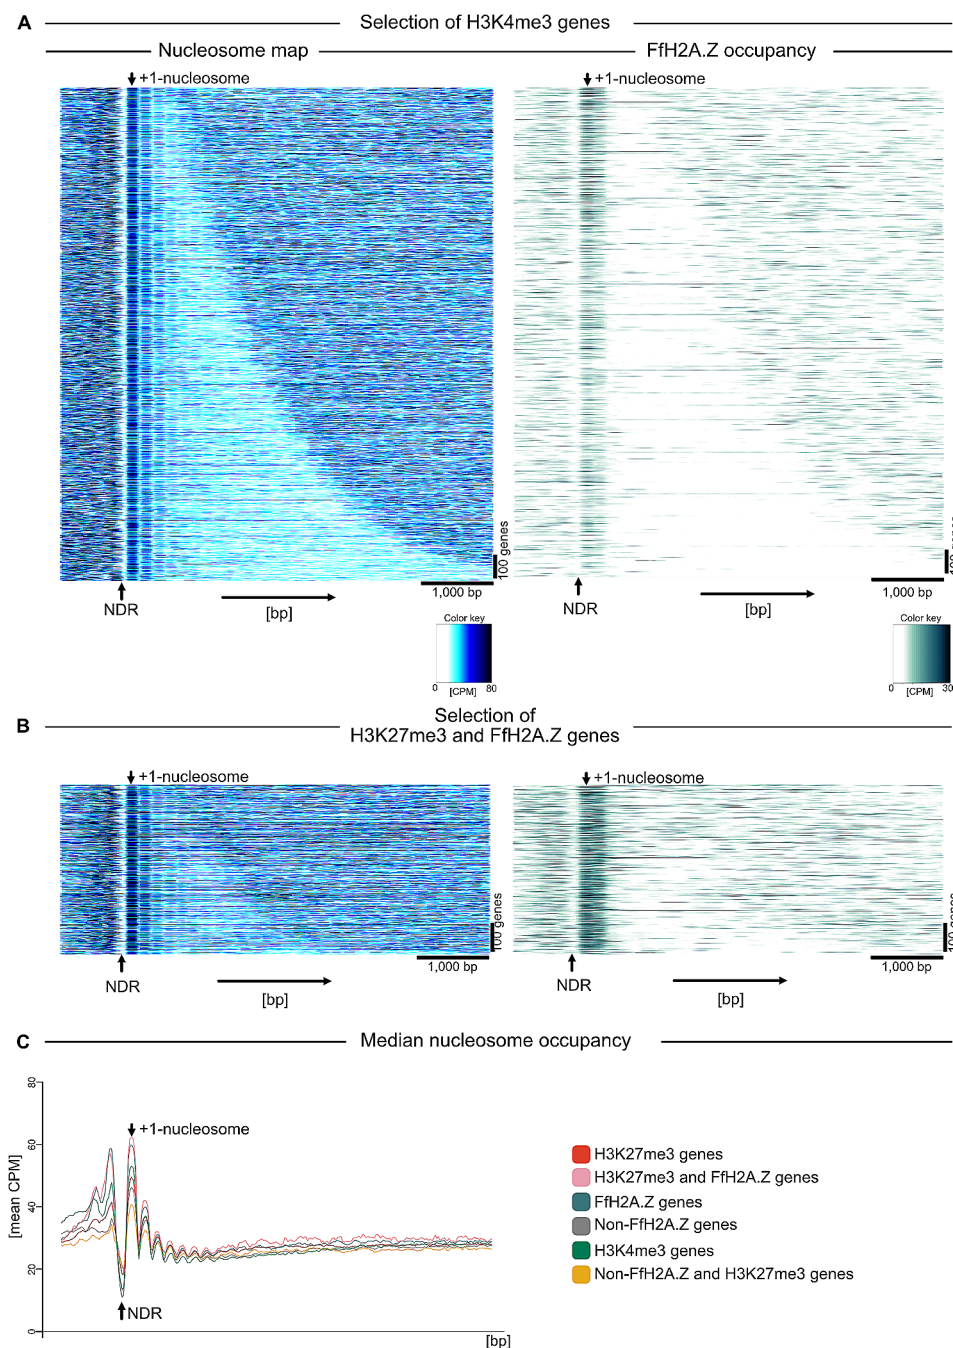 A
Selection of H3K4me3 genes
Nucleosome map
FfH2A.Z occupancy
+1-nucleosome
+1-nucleosome
100 genes
100 genes
1,000 bp
1,000 bp
NDR
[bp]
NDR
[bp]
Color key
0 [CPM] 80
Color key
0 [CPM] 30
B
Selection of
H3K27me3 and FfH2A.Z genes
+1-nucleosome
+1-nucleosome
100 genes
100 genes
1,000 bp
1,000 bp
NDR
[bp]
NDR
[bp]
C
Median nucleosome occupancy
80
60
40
20
0
[mean CPM]
+1-nucleosome
NDR
[bp]
H3K27me3 genes
H3K27me3 and FfH2A.Z genes
FfH2A.Z genes
Non-FfH2A.Z genes
H3K4me3 genes
Non-FfH2A.Z and H3K27me3 genes